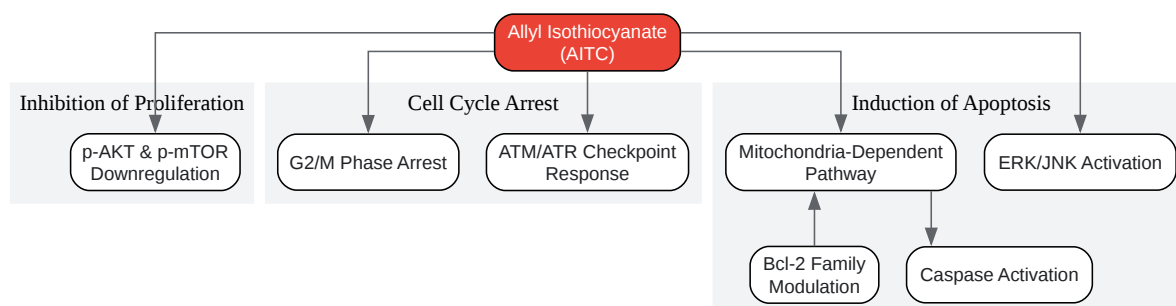 Allyl Isothiocyanate
(AITC)
Inhibition of Proliferation
p-AKT & p-mTOR
Downregulation
Cell Cycle Arrest
G2/M Phase Arrest
ATM/ATR Checkpoint
Response
Induction of Apoptosis
Mitochondria-Dependent
Pathway
ERK/JNK Activation
Bcl-2 Family
Modulation
Caspase Activation